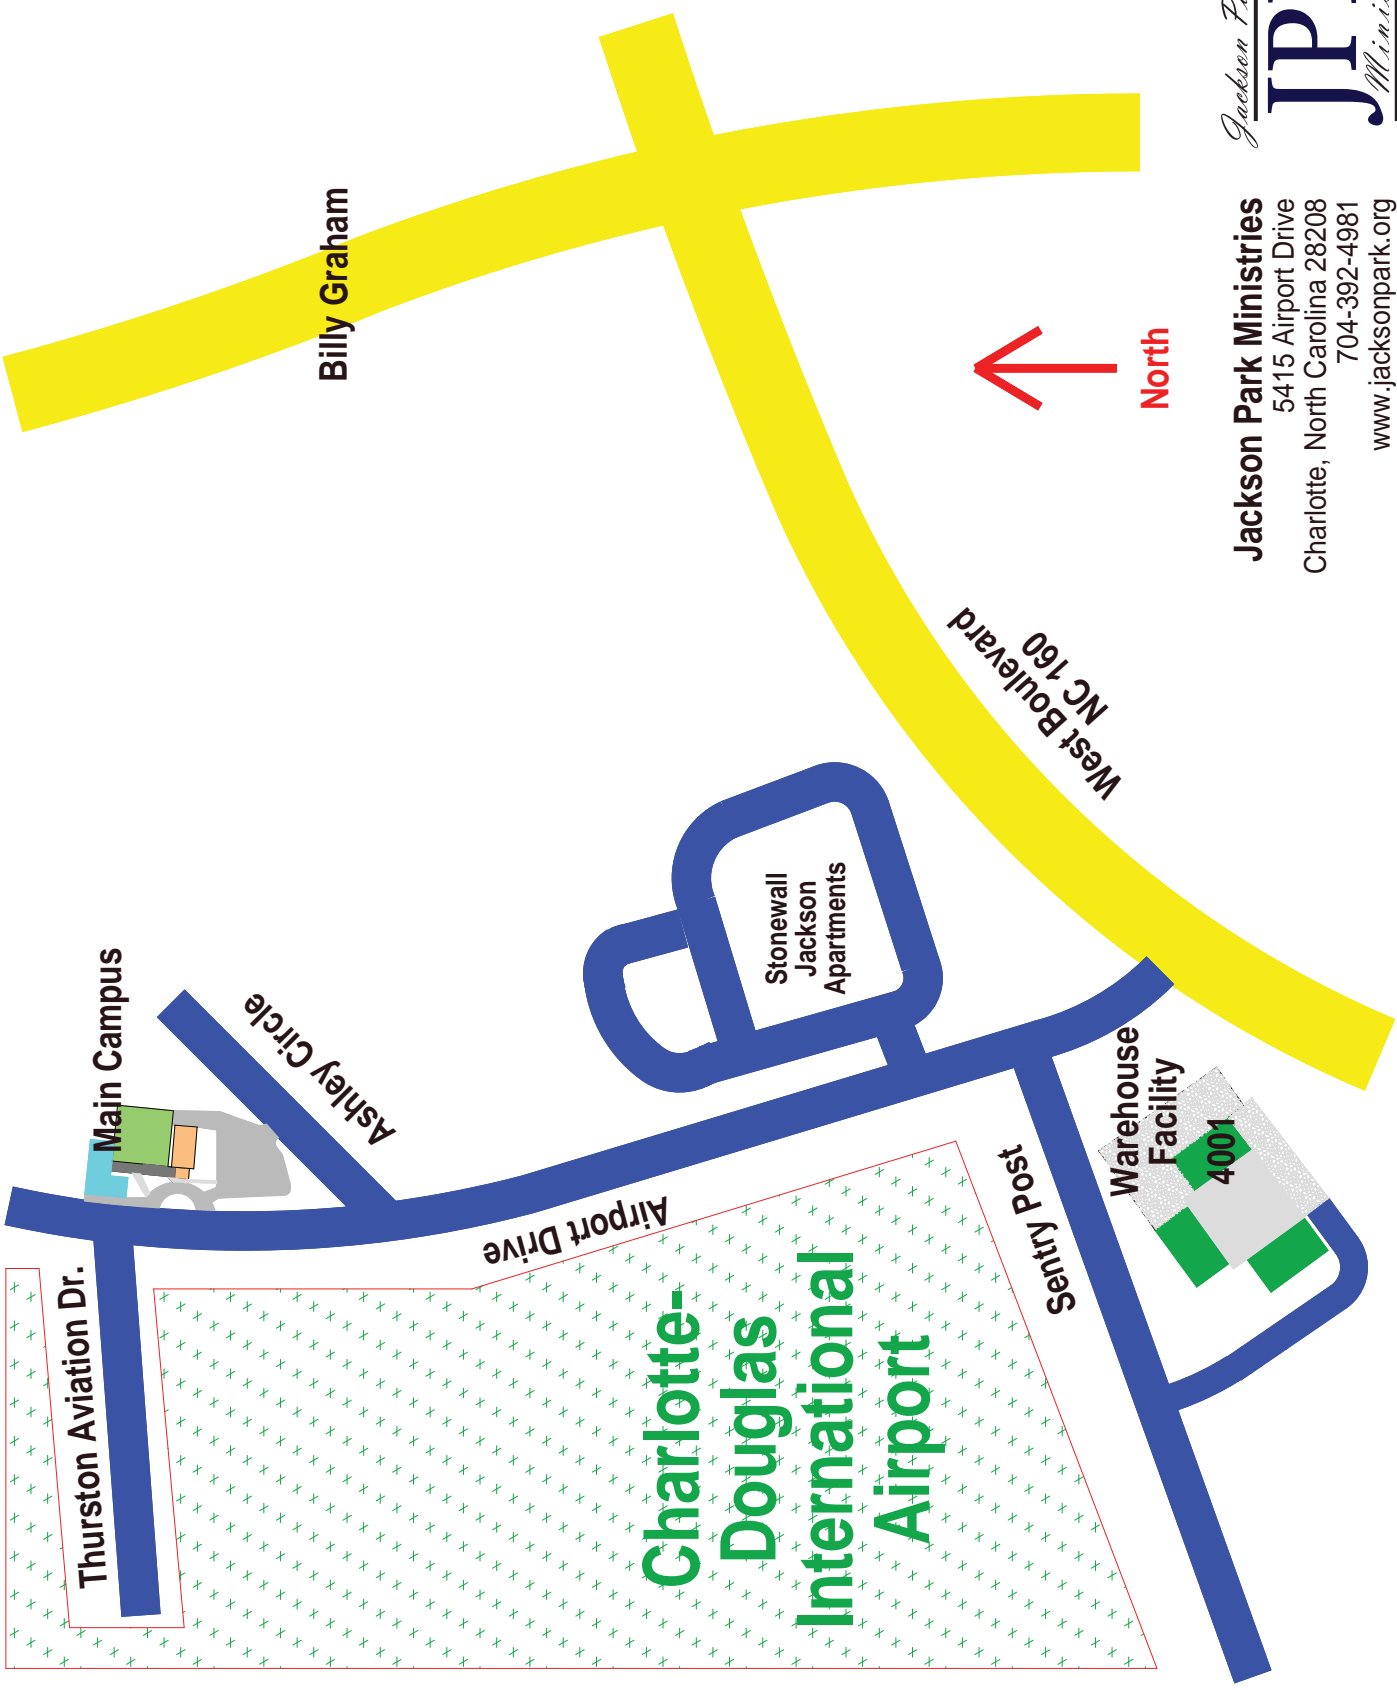 Thurston Aviation Dr.
Main Campus
Ashley Circle
Billy Graham
Airport Drive
Charlotte-
Douglas
International
Airport
Stonewall
Jackson
Apartments
Sentry Post
West Boulevard
NC 160
Warehouse
Facility
4001
North
Jackson Park Ministries
5415 Airport Drive
Charlotte, North Carolina 28208
704-392-4981
www.jacksonpark.org
Jackson
JP